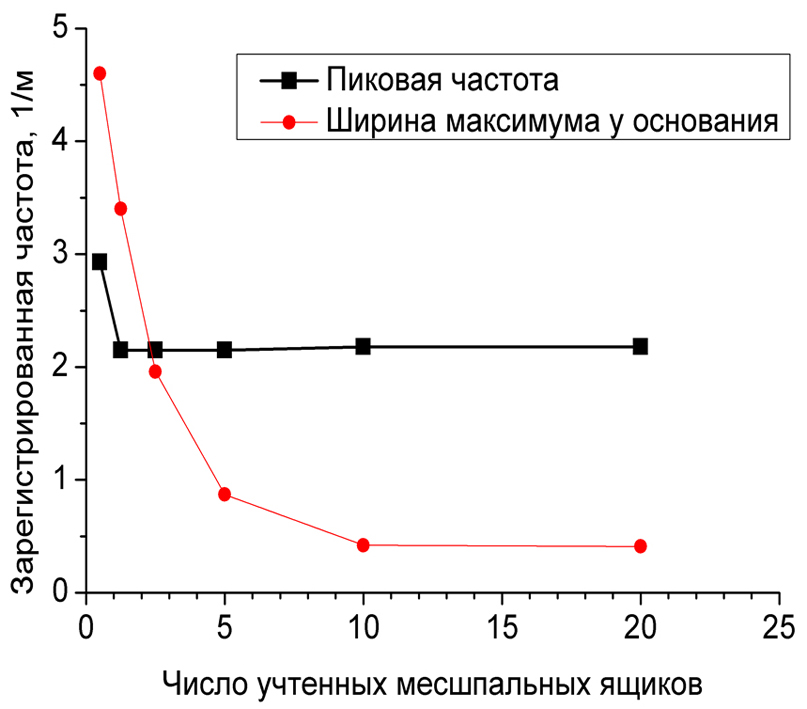 5
Пиковая частота
Ширина максимума у основания
4
3
2
1
0
Зарегистрированная частота, 1/м
0 5 10 15 20 25
Число учтенных месшпальных ящиков